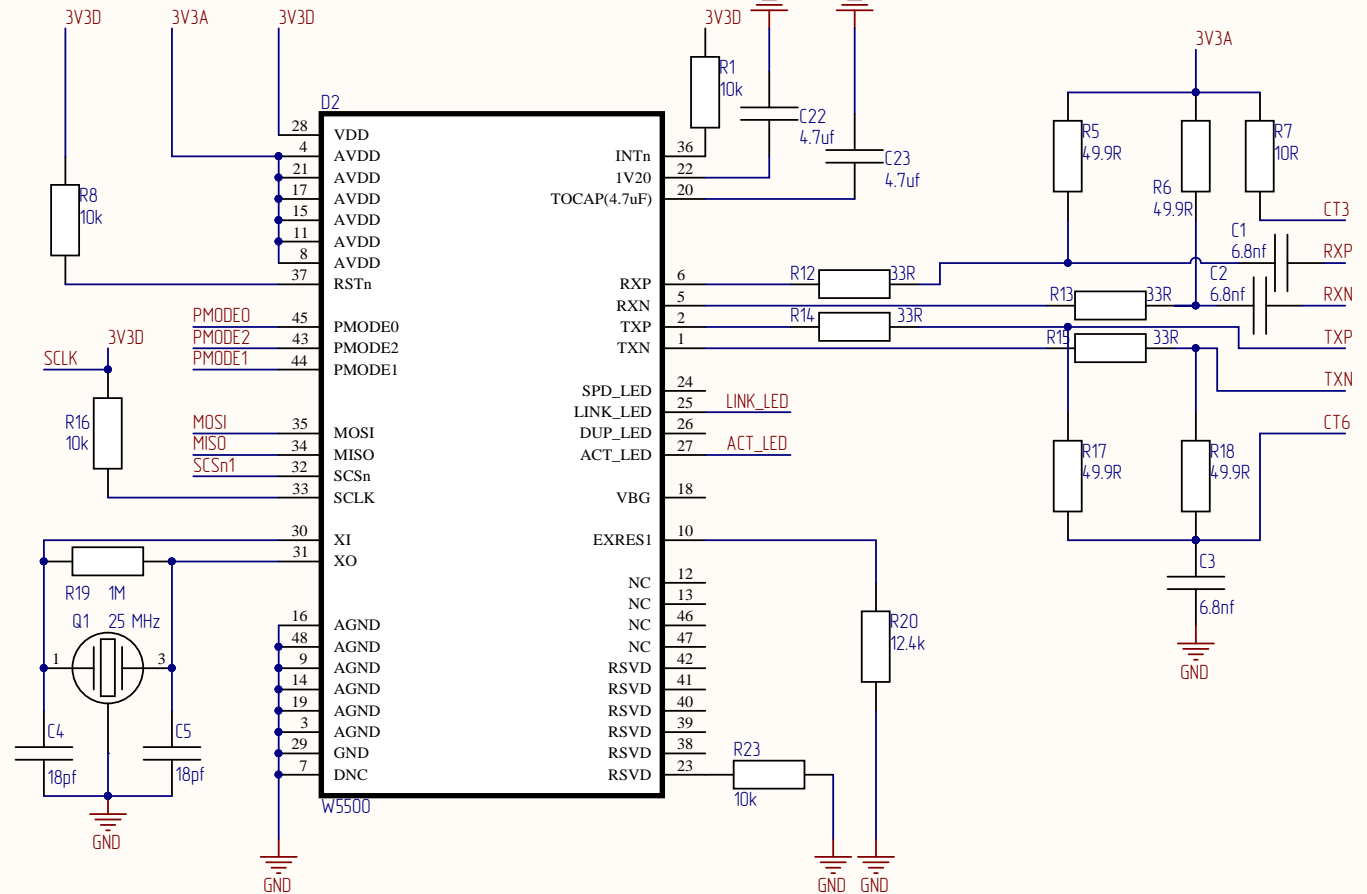 3V3D
3V3A
3V3D
3V3D
3V3A
R1
10k
D2
C22
4.7uf
C23
4.7uf
R5
49.9R
R6
49.9R
R7
10R
R8
10k
28 VDD
4 AVDD
21 AVDD
17 AVDD
15 AVDD
11 AVDD
8 AVDD
37 RSTn
INTn 36
1V20 22
TOCAP(4.7uF) 20
CT3
C1
6.8nf
RXP
C2
6.8nf
RXN
RXP 6
R12 33R
RXN 5
R13 33R
TXP 2
R14 33R
TXP
TXN 1
R15 33R
TXN
PMODE0 45 PMODE0
PMODE2 43 PMODE2
PMODE1 44 PMODE1
3V3D
SCLK
R16
10k
SPD_LED 24
LINK_LED 25 LINK_LED
DUP_LED 26
ACT_LED 27 ACT_LED
CT6
MOSI 35 MOSI
MISO 34 MISO
SCSn1 32 SCSn
33 SCLK
R17
49.9R
R18
49.9R
VBG 18
30 XI
31 XO
EXRES1 10
C3
6.8nf
GND
R19 1M
Q1 25 MHz
1 3
NC 12
NC 13
NC 46
NC 47
RSVD 42
RSVD 41
RSVD 40
RSVD 39
RSVD 38
RSVD 23
R20
12.4k
16 AGND
48 AGND
9 AGND
14 AGND
19 AGND
3 AGND
29 GND
7 DNC
C4
18pf
C5
18pf
R23
10k
W5500
GND
GND
GND
GND